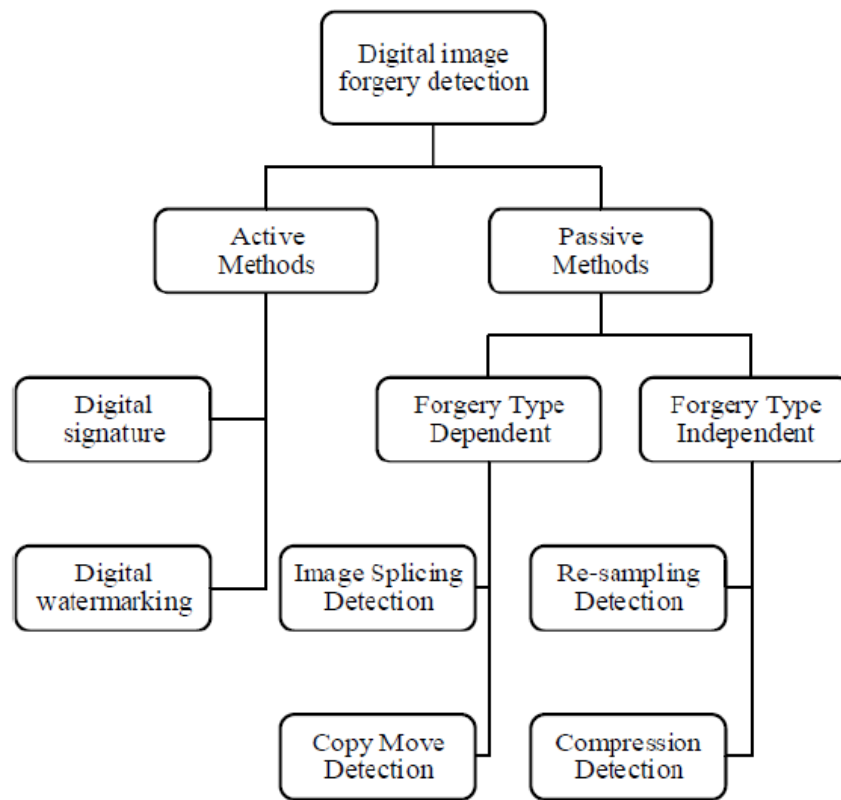 Digital image
forgery detection
Active
Methods
Passive
Methods
Digital
signature
Forgery Type
Dependent
Forgery Type
Independent
Digital
watermarking
Image Splicing
Detection
Re-sampling
Detection
Copy Move
Detection
Compression
Detection